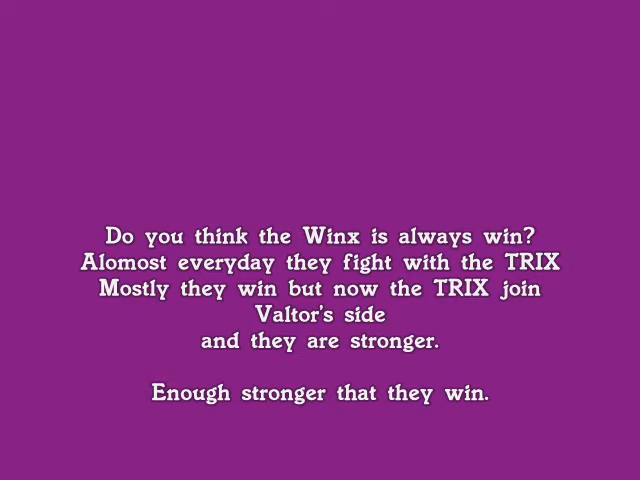 Do you think the Winx is always win?
Alomost everyday they fight with the TRIX
Mostly they win but now the TRIX join
Valtor's side
and they are stronger.
Enough stronger that they win.